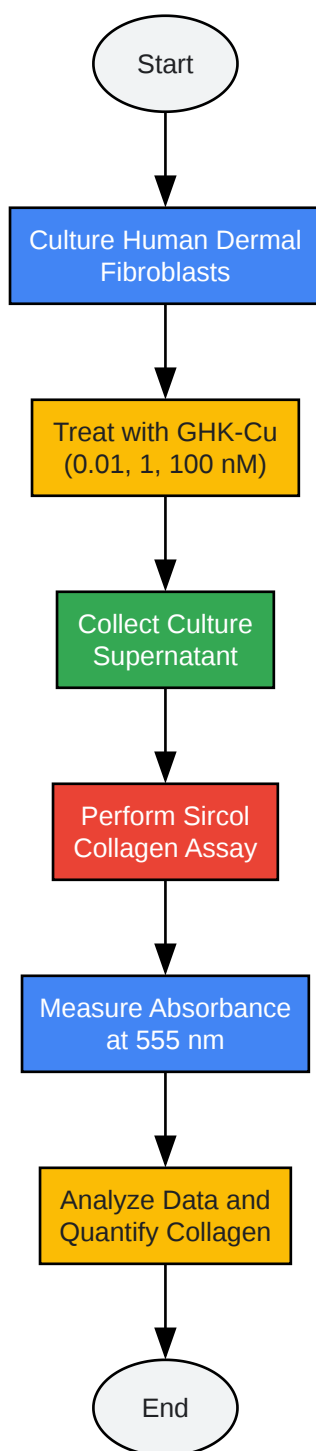 Start
Culture Human Dermal
Fibroblasts
Treat with GHK-Cu
(0.01, 1, 100 nM)
Collect Culture
Supernatant
Perform Sircol
Collagen Assay
Measure Absorbance
at 555 nm
Analyze Data and
Quantify Collagen
End